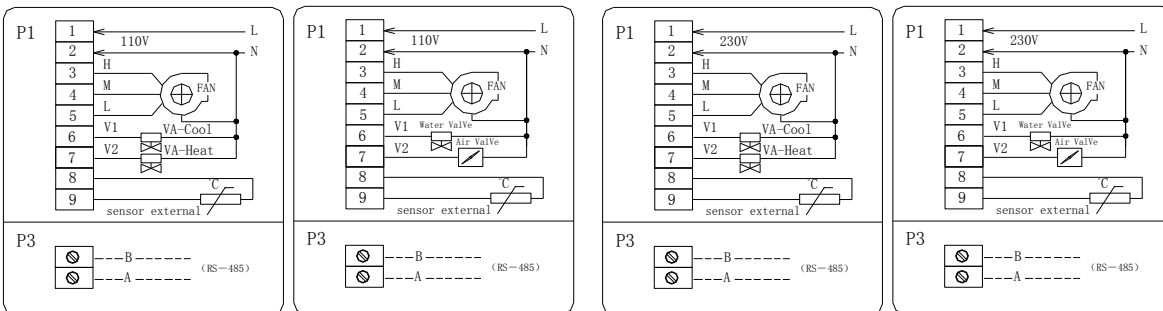 P1
1 L
110V
2 N
H
3
M FAN
4
L
5
V1 VA-Cool
6
V2 VA-Heat
7
8
℃
9
sensor external
P3
B
(RS-485)
A
P1
1 L
110V
2 N
H
3
M FAN
4
L
5
V1 Water ValVe
6
V2 Air ValVe
7
8
℃
9
sensor external
P3
B
(RS-485)
A
P1
1 L
230V
2 N
H
3
M FAN
4
L
5
V1 VA-Cool
6
V2 VA-Heat
7
8
℃
9
sensor external
P3
B
(RS-485)
A
P1
1 L
230V
2 N
H
3
M FAN
4
L
5
V1 Water ValVe
6
V2 Air ValVe
7
8
℃
9
sensor external
P3
B
(RS-485)
A